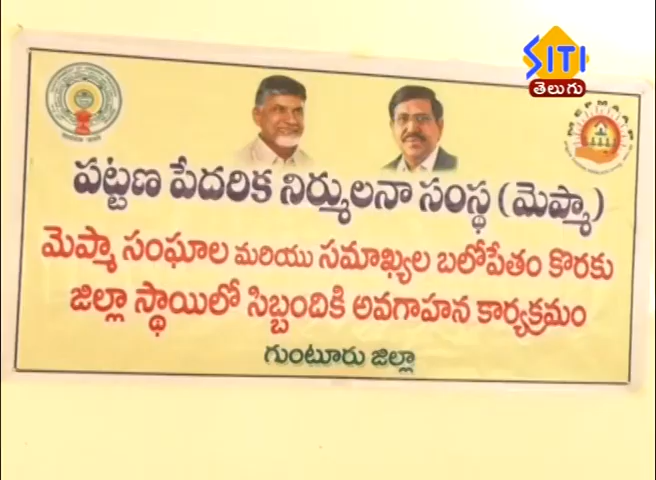 SITI
తెలుగు
పట్టణ పేదరిక నిర్ములనా సంస్థ (మెప్మా)
మెప్మా సంఘాల మరియు సమాఖ్యల బలోపేతం కొరకు
జిల్లా స్థాయిలో సిబ్బందికి అవగాహన కార్యక్రమం
గుంటూరు జిల్లా